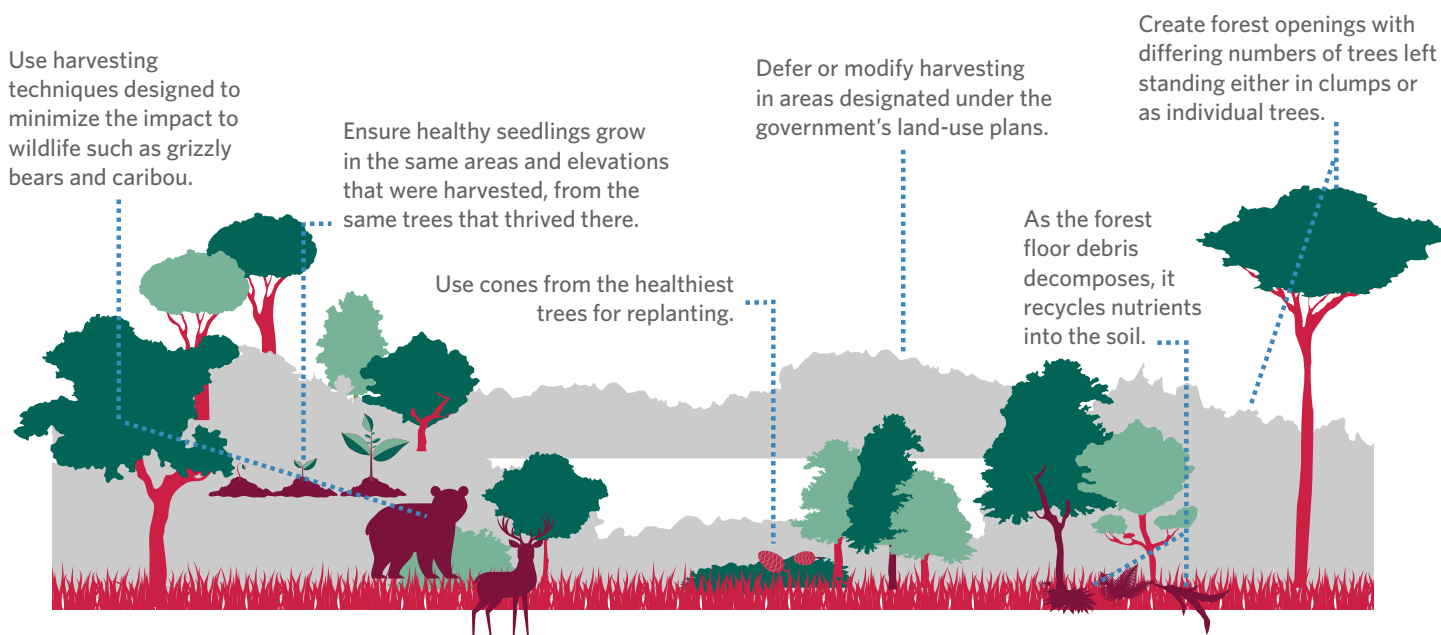 Use harvesting
techniques designed to
minimize the impact to
wildlife such as grizzly
bears and caribou.
Ensure healthy seedlings grow
in the same areas and elevations
that were harvested, from the
same trees that thrived there.
Use cones from the healthiest
trees for replanting.
Defer or modify harvesting
in areas designated under the
government’s land-use plans.
As the forest
floor debris
decomposes, it
recycles nutrients
into the soil.
Create forest openings with
differing numbers of trees left
standing either in clumps or
as individual trees.